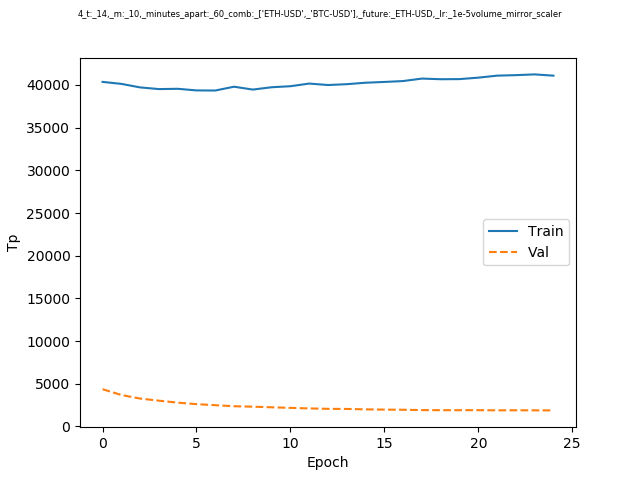 4_t:_14,_m:_10,_minutes_apart:_60_comb:_['ETH-USD',_'BTC-USD'],_future:_ETH-USD,_lr:_1e-5volume_mirror_scaler
40000
35000
30000
25000
20000
15000
10000
5000
0
Tp
Train
Val
0 5 10 15 20 25
Epoch